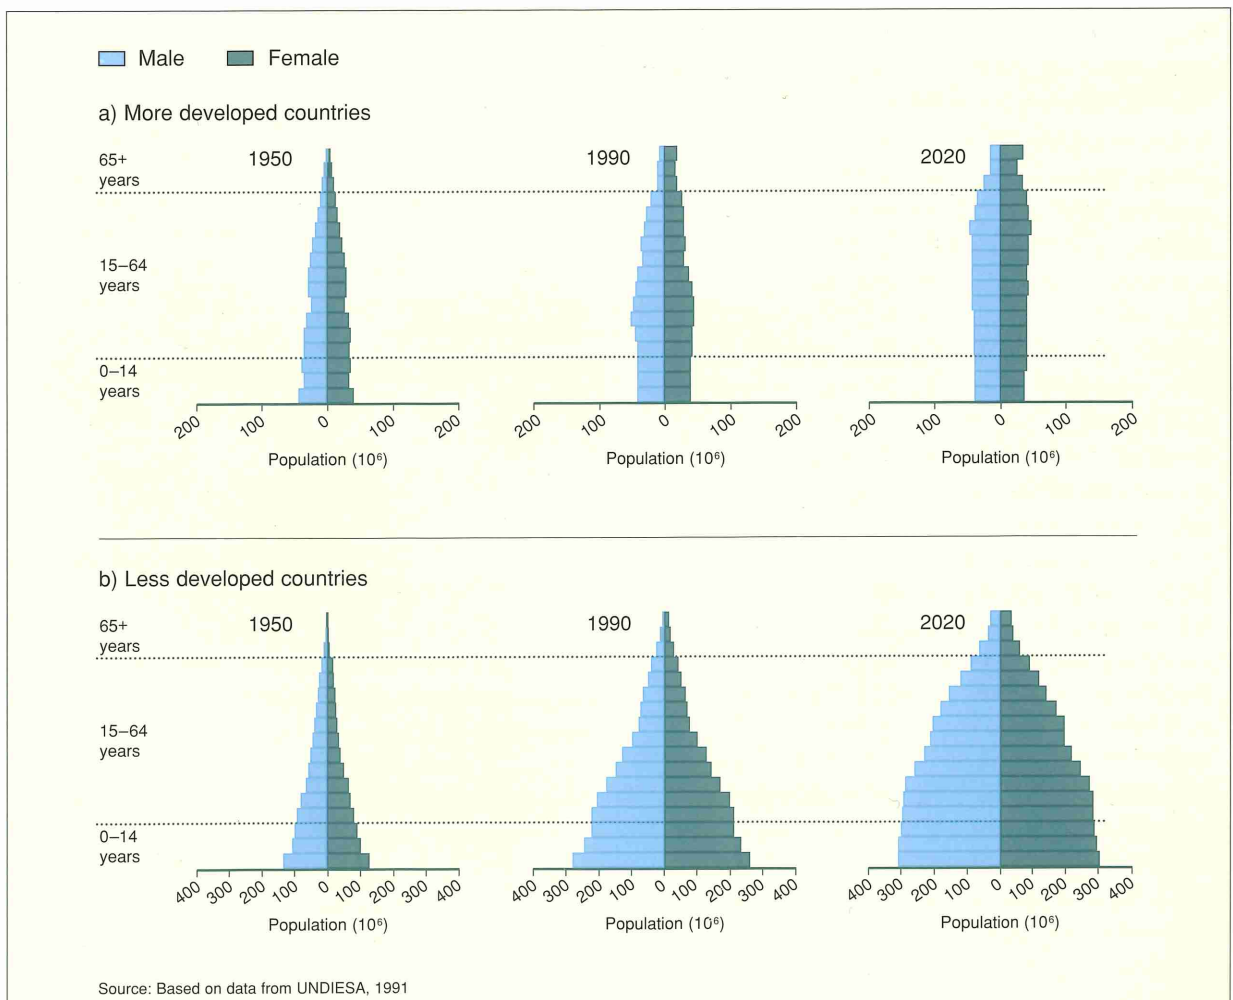 Male Female
a) More developed countries
65+
years
15–64
years
0–14
years
1950
200 100 0 100 200
Population (10⁶)
1990
200 100 0 100 200
Population (10⁶)
2020
200 100 0 100 200
Population (10⁶)
b) Less developed countries
65+
years
15–64
years
0–14
years
1950
400 300 200 100 0 100 200 300 400
Population (10⁶)
1990
400 300 200 100 0 100 200 300 400
Population (10⁶)
2020
400 300 200 100 0 100 200 300 400
Population (10⁶)
Source: Based on data from UNDIESA, 1991